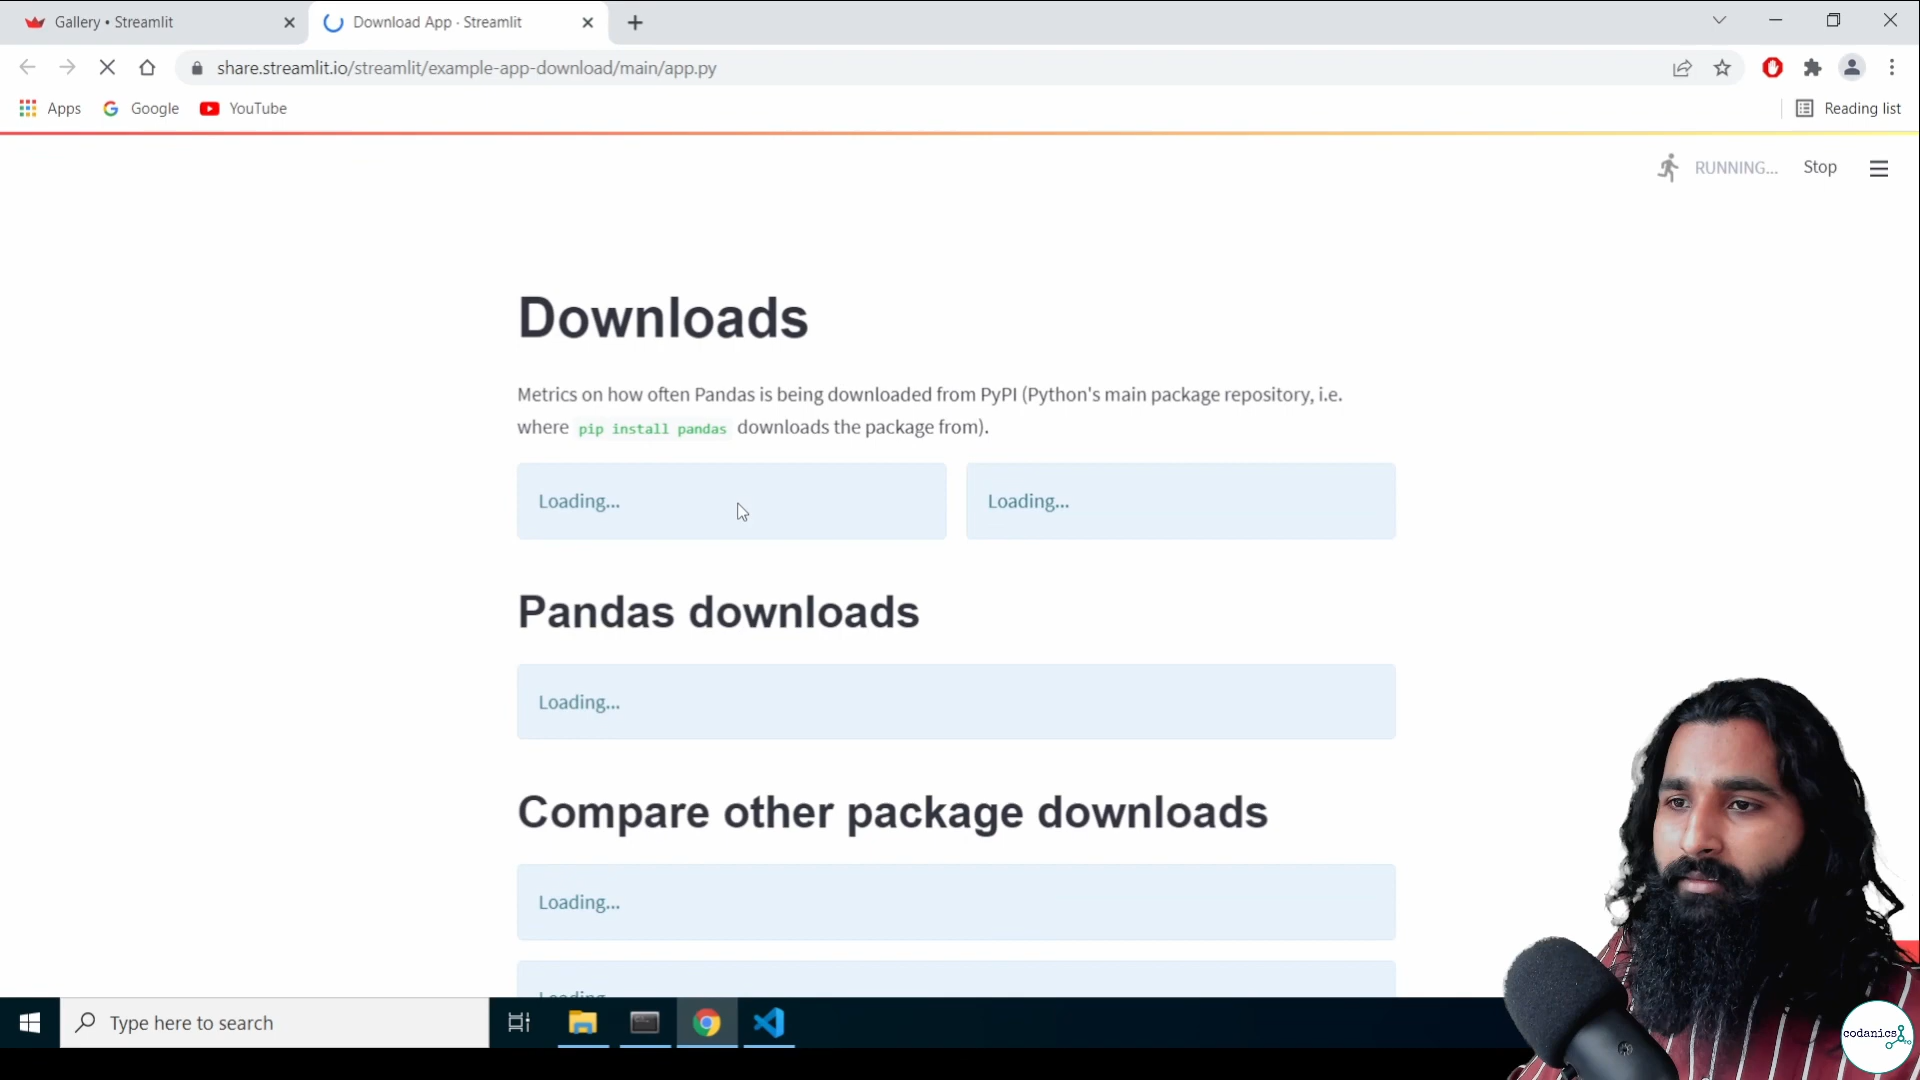 Gallery • Streamlit
Download App · Streamlit
share.streamlit.io/streamlit/example-app-download/main/app.py
Apps
Google
YouTube
Reading list
RUNNING...
Stop
Downloads
Metrics on how often Pandas is being downloaded from PyPI (Python's main package repository, i.e.
where pip install pandas downloads the package from).
Loading...
Loading...
Pandas downloads
Loading...
Compare other package downloads
Loading...
Loading...
Type here to search
codanics